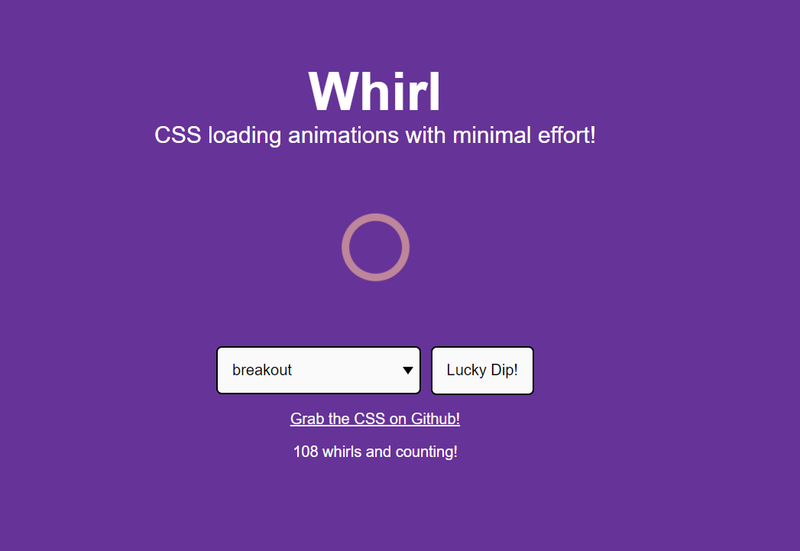 Whirl
CSS loading animations with minimal effort!
breakout
Lucky Dip!
Grab the CSS on Github!
108 whirls and counting!